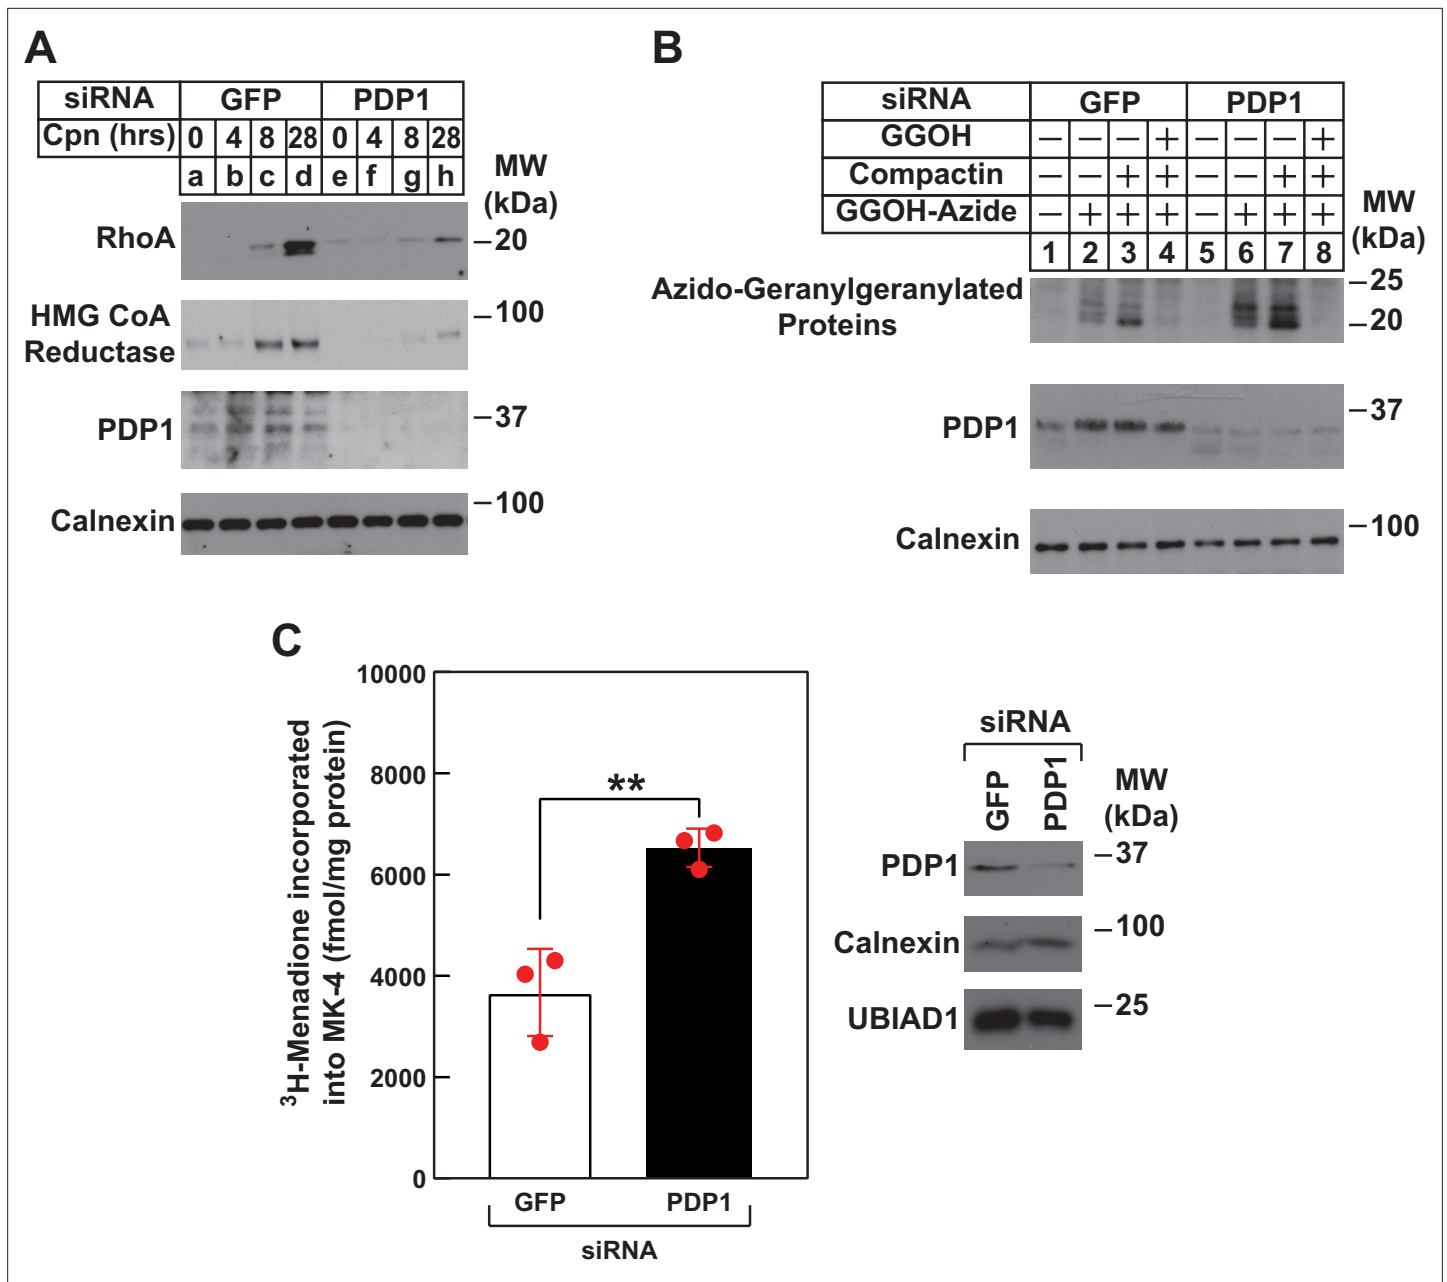 A
siRNA GFP PDP1
Cpn (hrs) 0 4 8 28 0 4 8 28
a b c d e f g h
MW
(kDa)
RhoA
–20
HMG CoA
Reductase
–100
PDP1
–37
Calnexin
–100
B
siRNA GFP PDP1
GGOH – – – + – – – +
Compactin – – + + – – + +
GGOH-Azide – + + + – + + +
1 2 3 4 5 6 7 8
MW
(kDa)
Azido-Geranylgeranylated
Proteins
–25
–20
PDP1
–37
Calnexin
–100
C
³H-Menadione incorporated
into MK-4 (fmol/mg protein)
10000
8000
6000
4000
2000
0
**
GFP PDP1
siRNA
siRNA
GFP PDP1
MW
(kDa)
PDP1
–37
Calnexin
–100
UBIAD1
–25